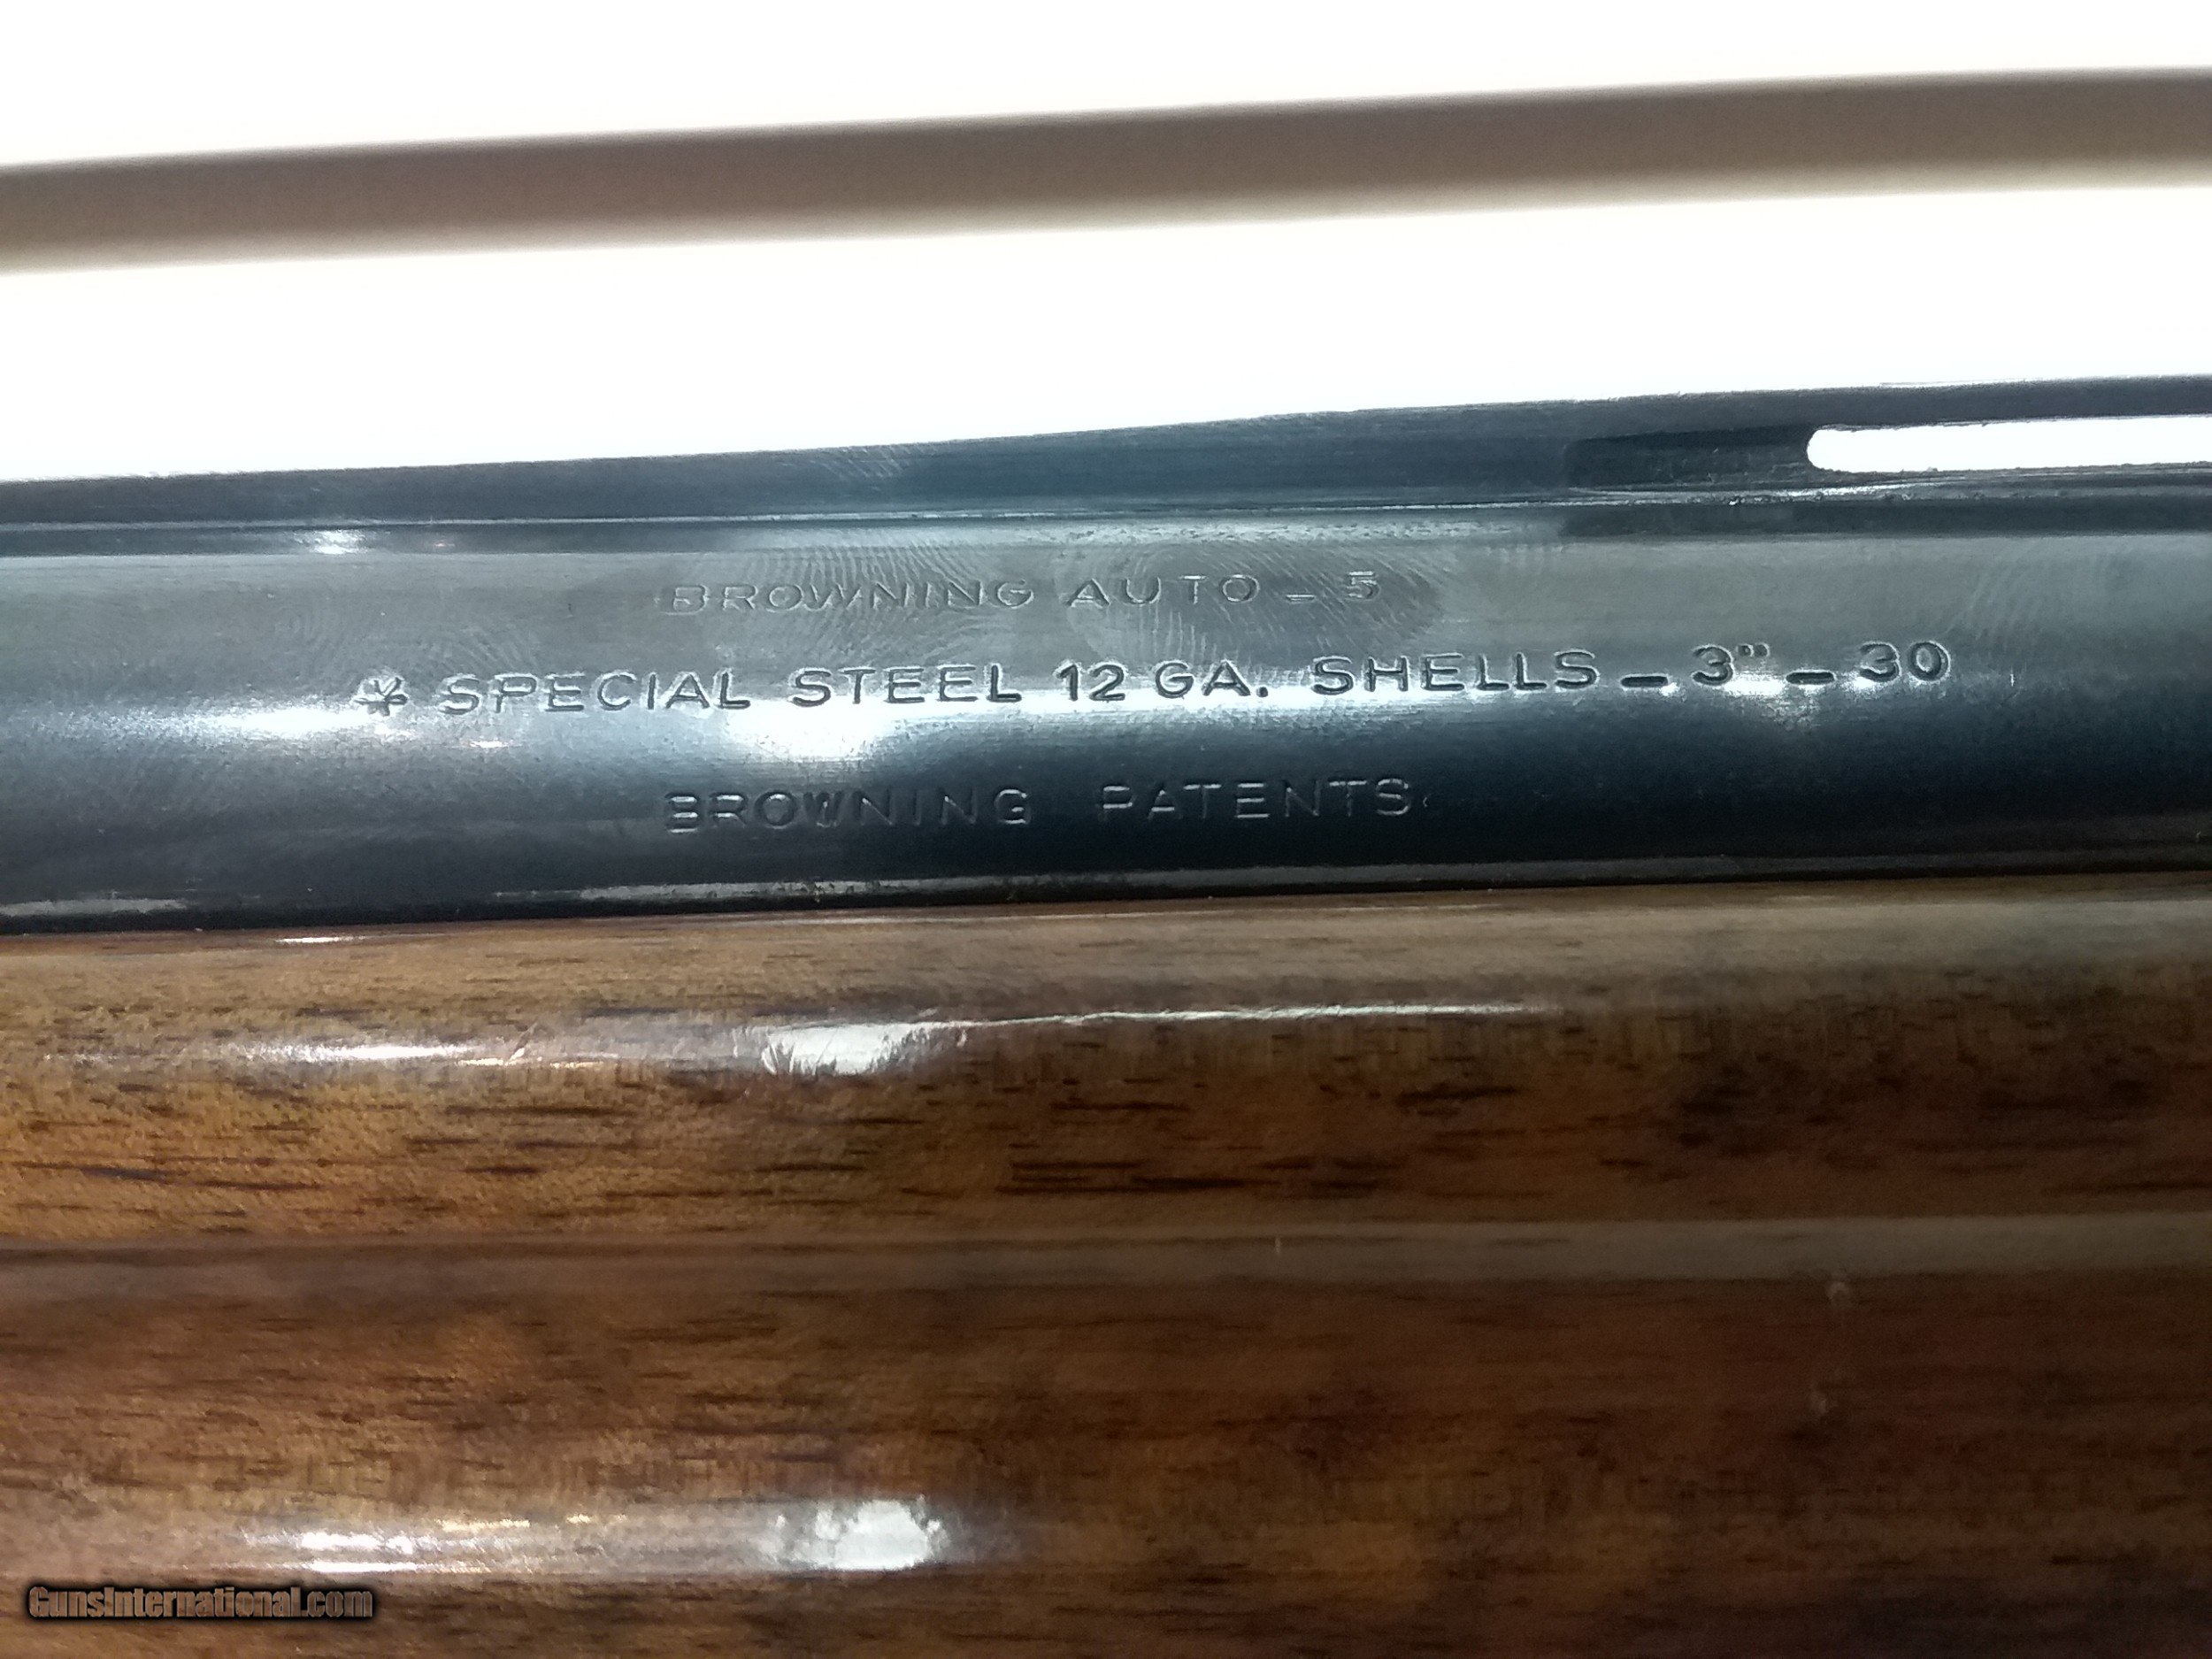 BROWNING AUTO - 5
* SPECIAL STEEL 12 GA. SHELLS - 3" - 30
BROWNING PATENTS
GunsInternational.com